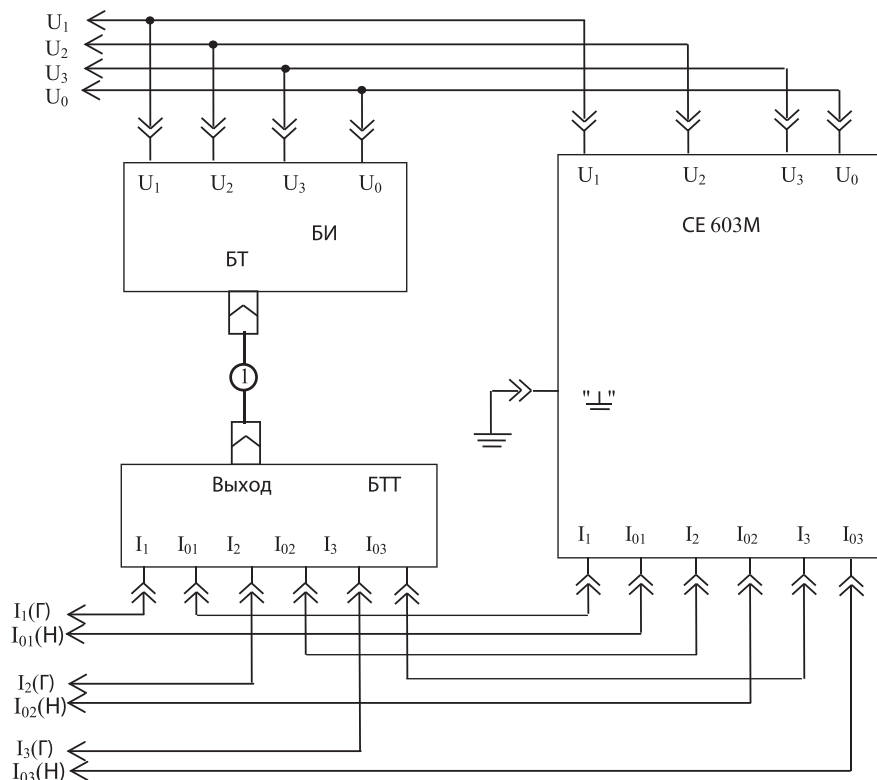 U₁
U₂
U₃
U₀
U₁ U₂ U₃ U₀
БИ
БТ
U₁ U₂ U₃ U₀
CE 603M
1
"⊥"
Выход БТТ
I₁ I₀₁ I₂ I₀₂ I₃ I₀₃
I₁ I₀₁ I₂ I₀₂ I₃ I₀₃
I₁(Г)
I₀₁(Н)
I₂(Г)
I₀₂(Н)
I₃(Г)
I₀₃(Н)